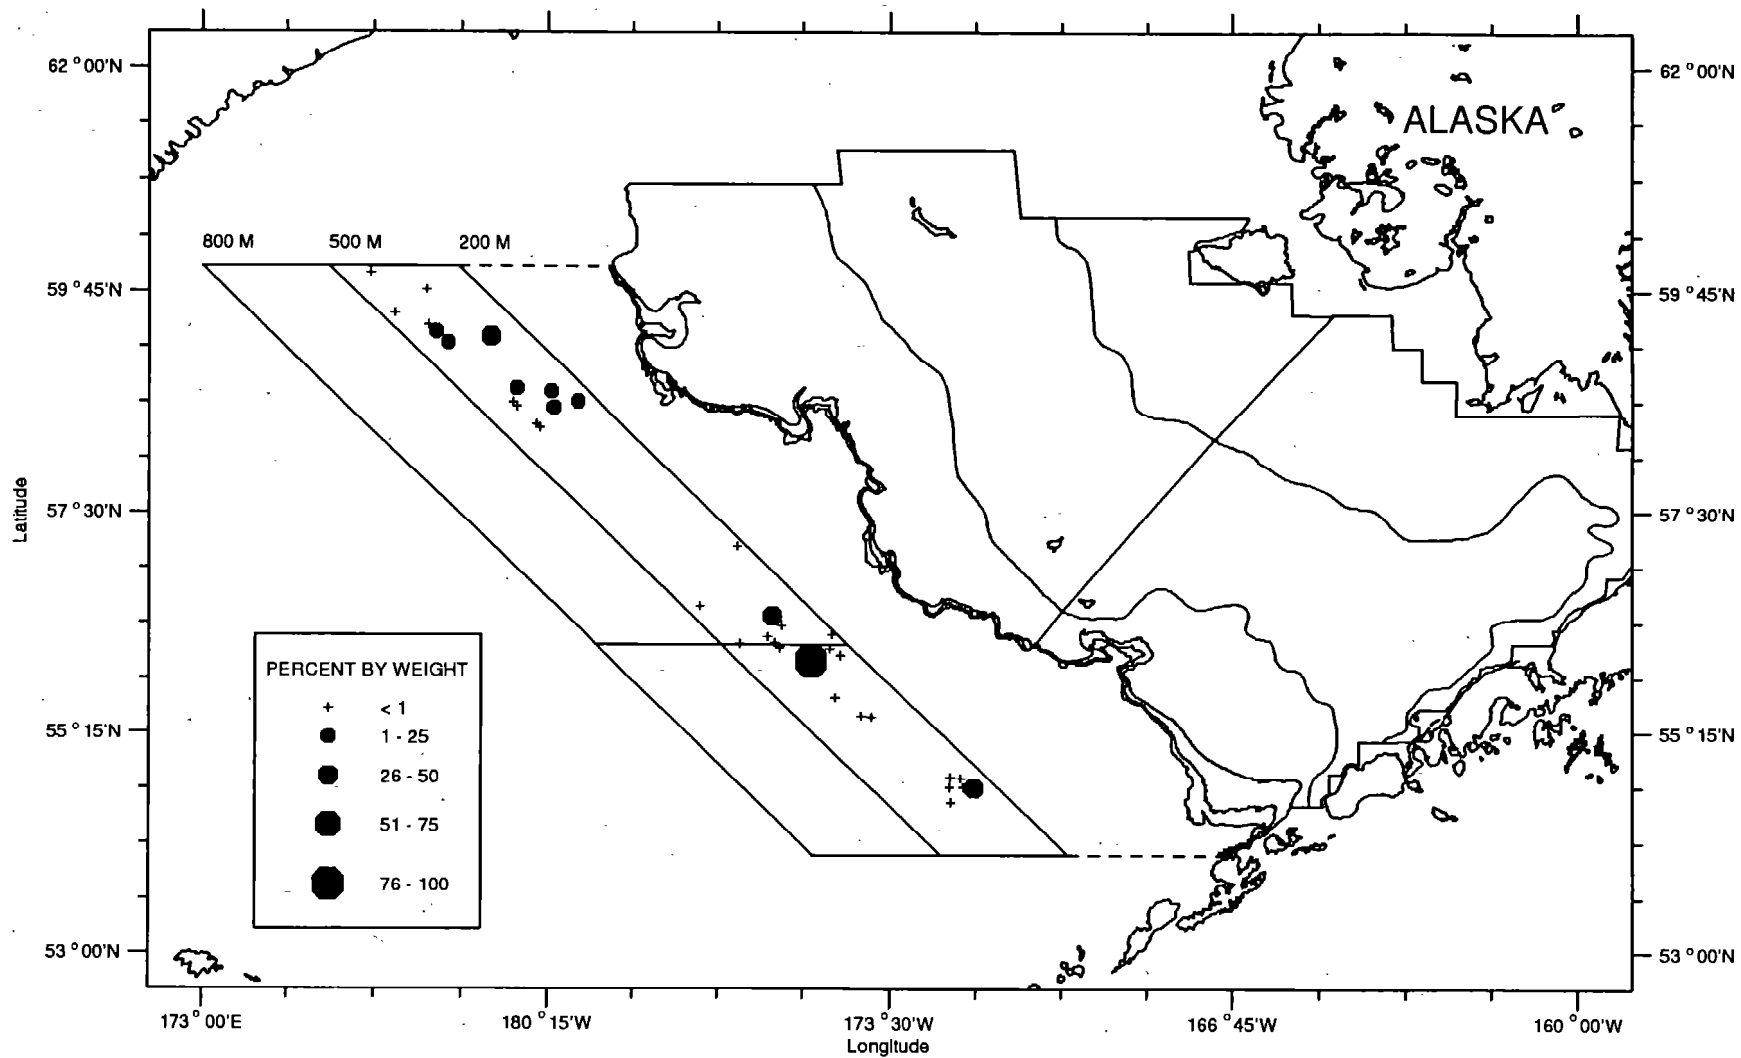 62 °00'N
62 °00'N
ALASKA
800 M 500 M 200 M
59 °45'N
59 °45'N
Latitude
57 °30'N
57 °30'N
PERCENT BY WEIGHT
+ < 1
1 - 25
26 - 50
51 - 75
76 - 100
55 °15'N
55 °15'N
53 °00'N
53 °00'N
173 °00'E 180 °15'W 173 °30'W 166 °45'W 160 °00'W
Longitude